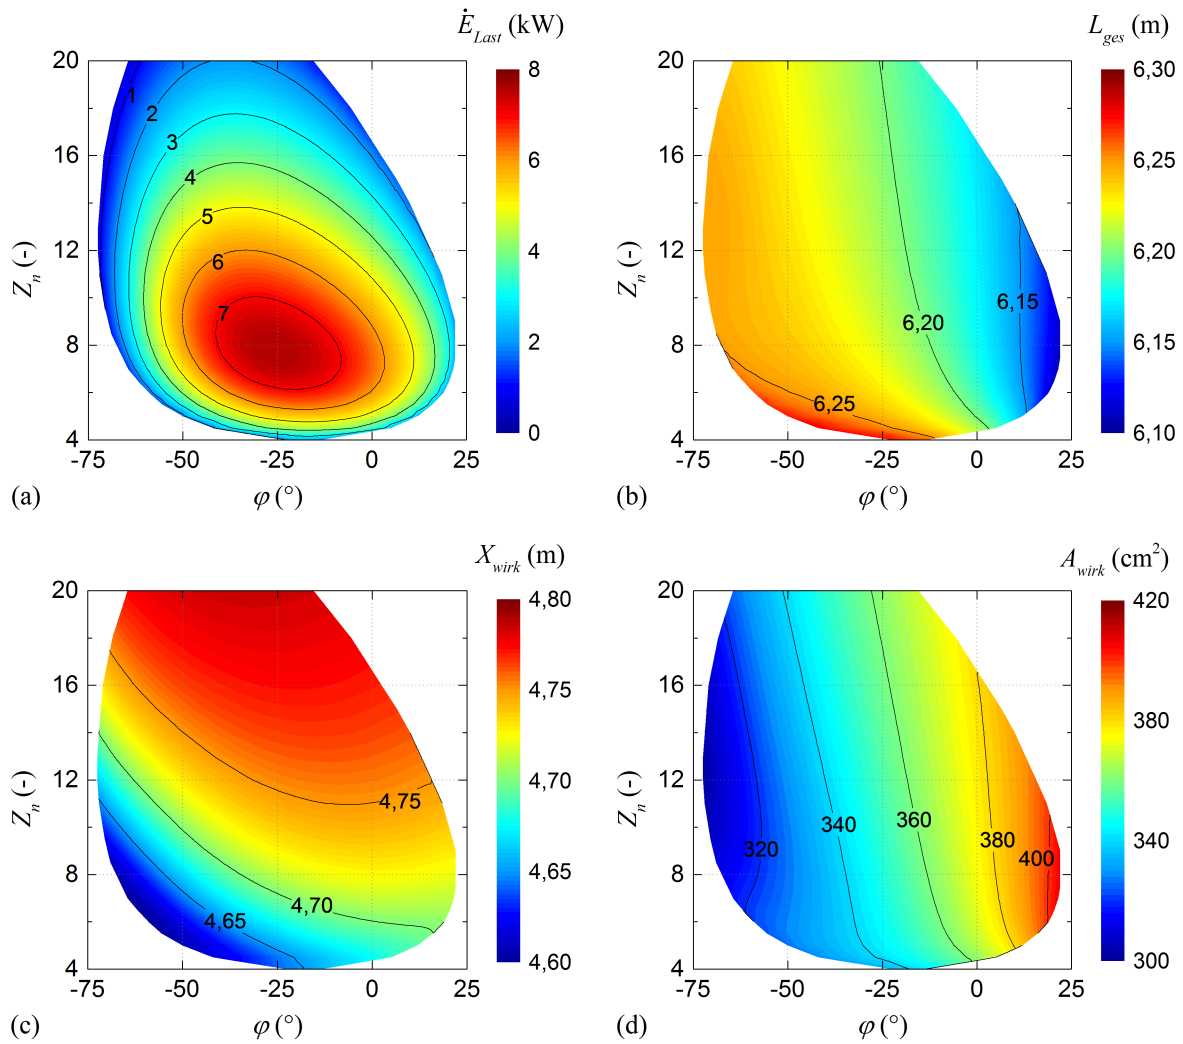 Ė_Last (kW)
20
16
12
8
4
Z_n (-)
-75 -50 -25 0 25
φ (°)
8
6
4
2
0
1
2
3
4
5
6
7
(a)
L_ges (m)
20
16
12
8
4
Z_n (-)
-75 -50 -25 0 25
φ (°)
6,30
6,25
6,20
6,15
6,10
6,15
6,20
6,25
(b)
X_wirk (m)
20
16
12
8
4
Z_n (-)
-75 -50 -25 0 25
φ (°)
4,80
4,75
4,70
4,65
4,60
4,75
4,70
4,65
(c)
A_wirk (cm²)
20
16
12
8
4
Z_n (-)
-75 -50 -25 0 25
φ (°)
420
380
360
340
300
340
360
380
320
400
(d)